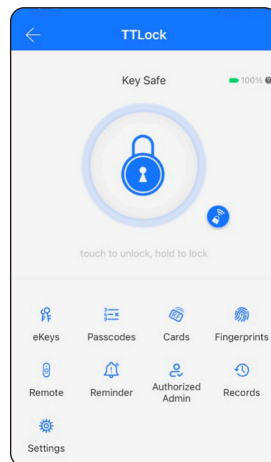 TTLock
Key Safe
100%
touch to unlock, hold to lock
eKeys
Passcodes
Cards
Fingerprints
Remote
Reminder
Authorized
Admin
Records
Settings